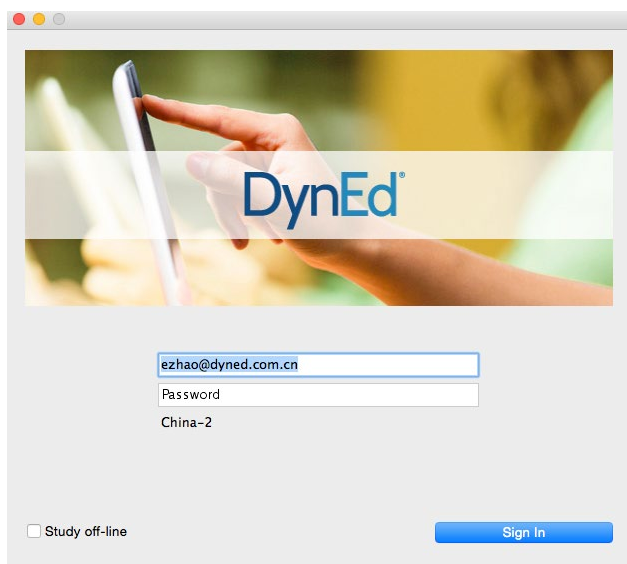 DynEd®
ezhao@dyned.com.cn
Password
China-2
Study off-line
Sign In